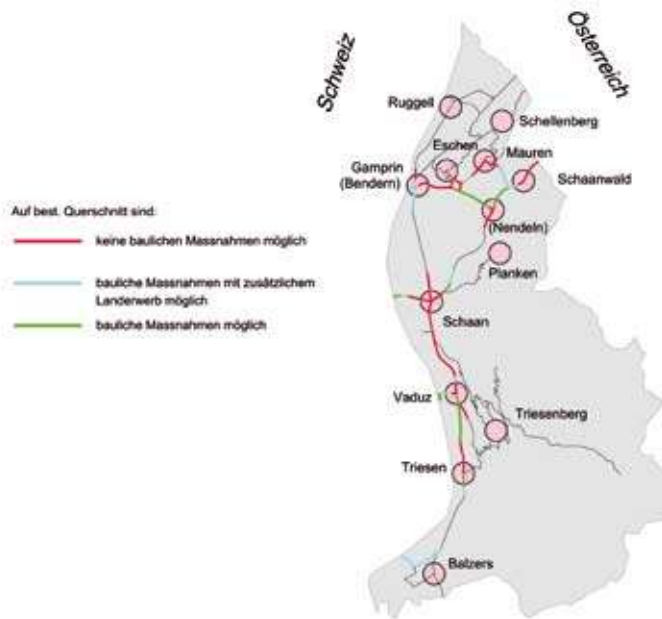 Schweiz
Österreich
Ruggell
Schellenberg
Eschen
Mauren
Gamprin
(Bendern)
Schaanwald
(Nendeln)
Planken
Schaan
Vaduz
Triesenberg
Triesen
Balzers
Auf best. Querschnitt sind:
keine baulichen Massnahmen möglich
bauliche Massnahmen mit zusätzlichem
Landerwerb möglich
bauliche Massnahmen möglich